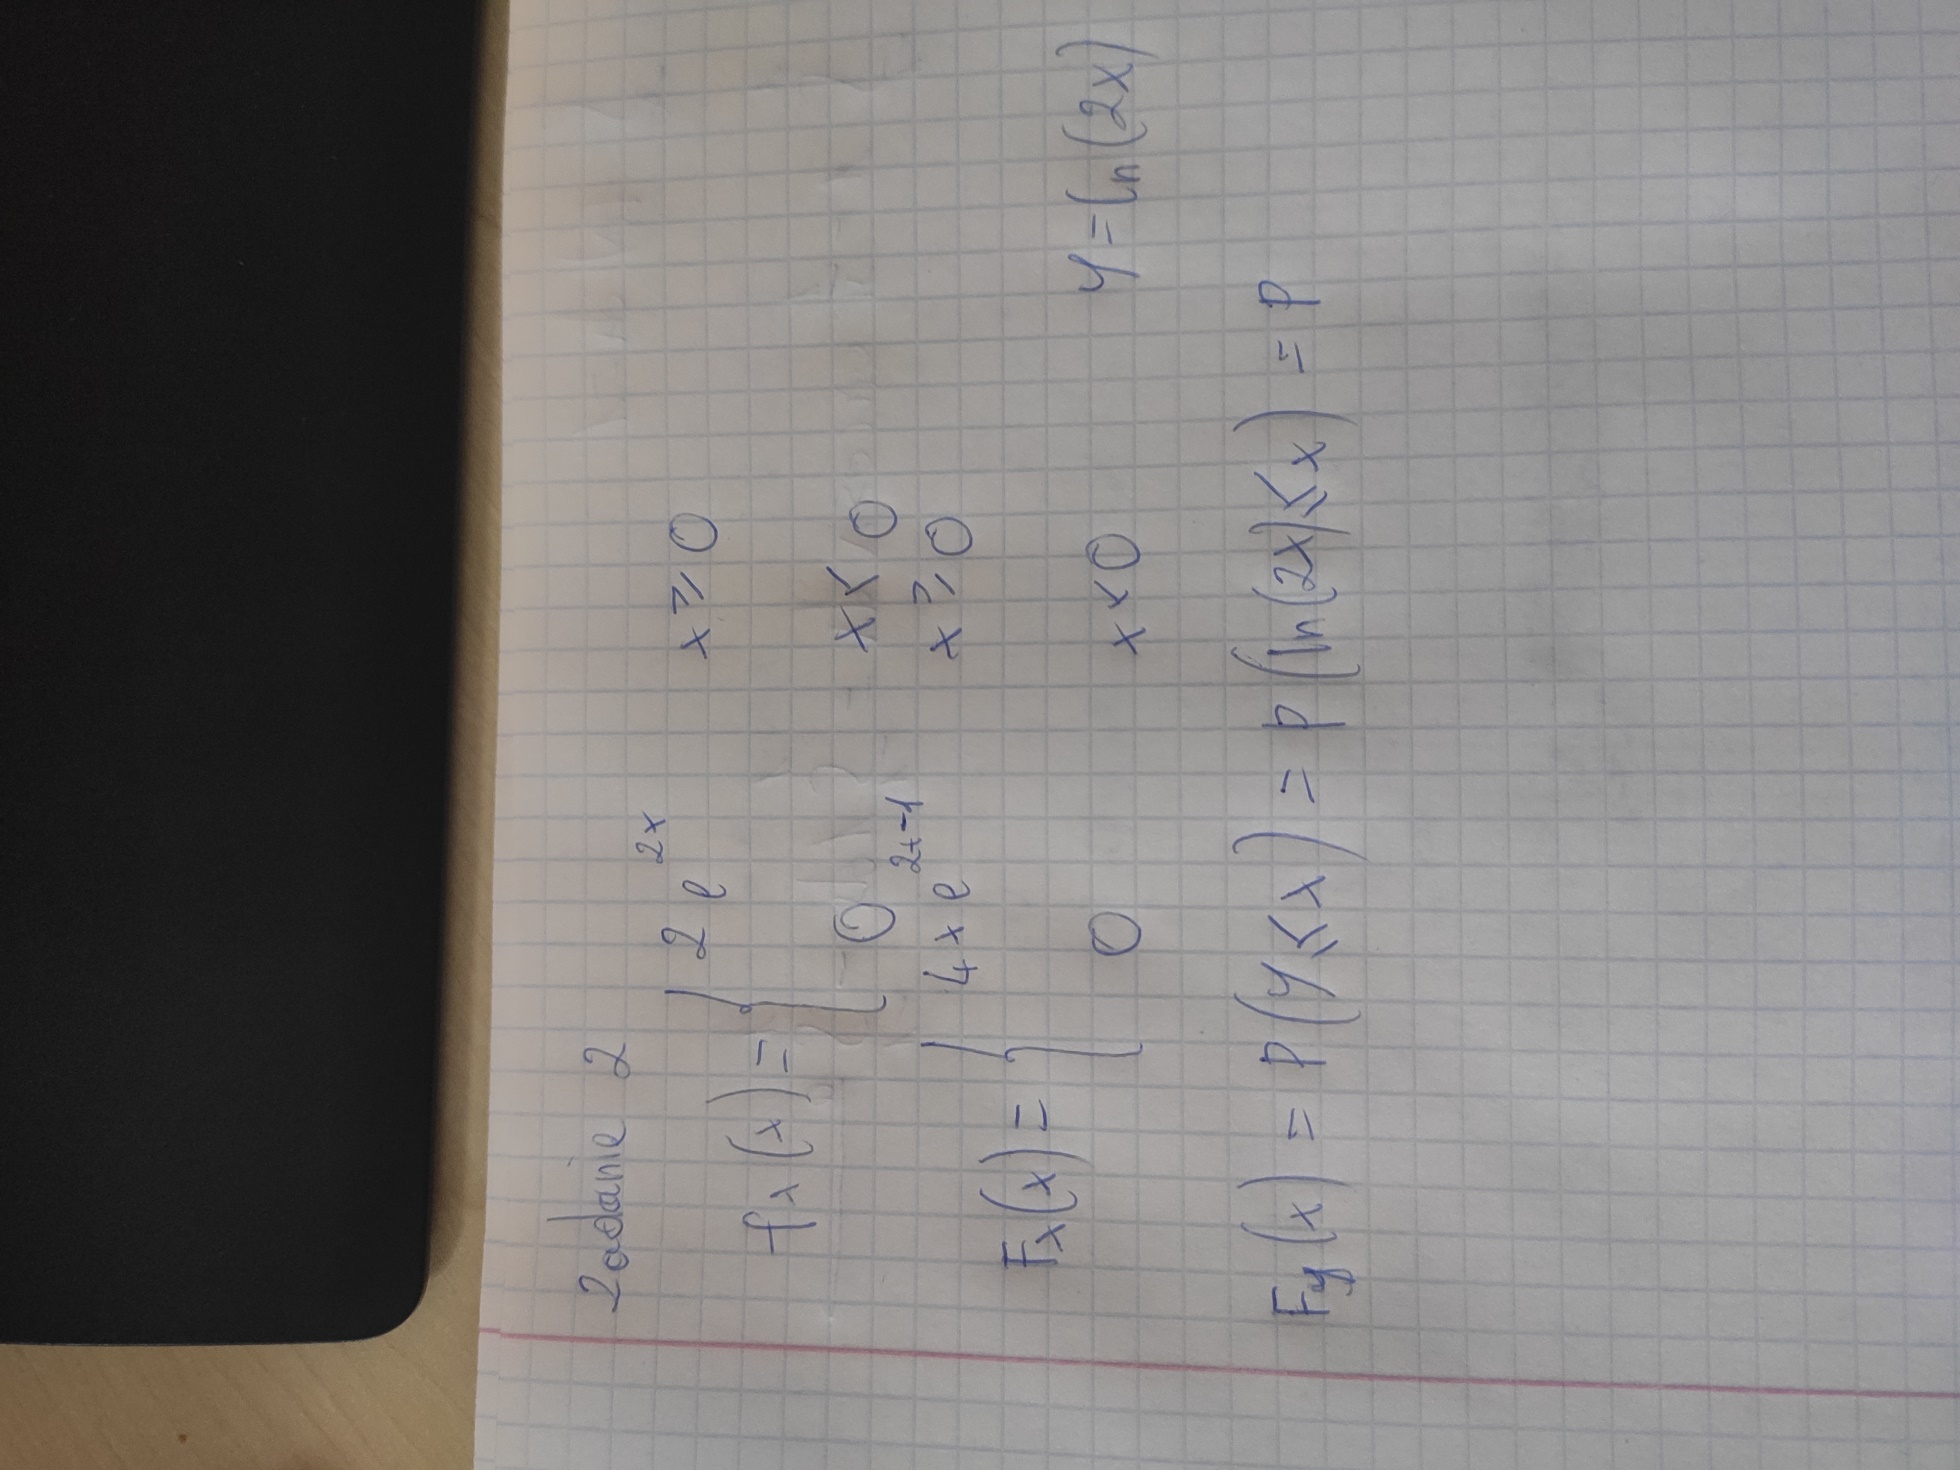 Zadanie 2
fx(x) = { 2e^2x x ≥ 0
0 x < 0
Fx(x) = { 4xe^2x-1 x ≥ 0
0 x < 0
y = ln(2x)
Fy(x) = P(y ≤ x) = P(ln(2x) ≤ x) = P